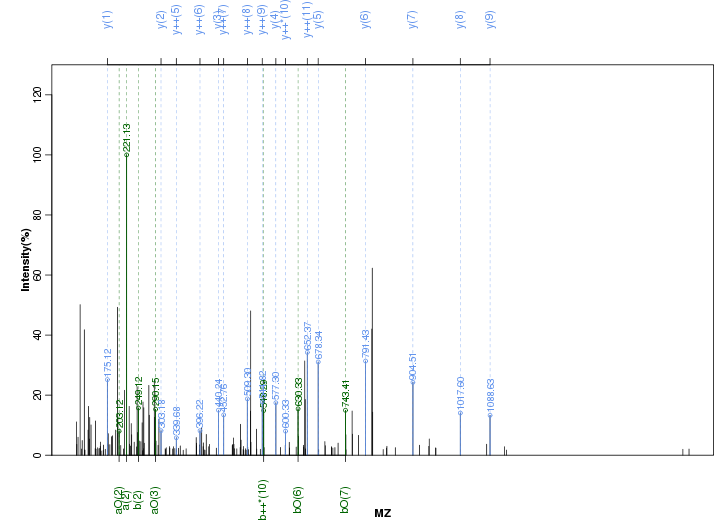 y(1)
y(2)
y++(5)
y++(6)
y(3)
y++(7)
y++(8)
y++(9)
y(4)
y++*(10)
y++(11)
y(5)
y(6)
y(7)
y(8)
y(9)
Intensity(%)
0
20
40
60
80
100
120
175.12
203.12
221.13
249.12
290.15
303.18
339.68
396.22
440.24
452.76
509.30
577.30
600.33
630.33
652.37
678.34
743.41
791.43
904.51
1017.60
1088.63
aO(2)
a(2)
b(2)
aO(3)
b++*(10)
bO(6)
bO(7)
MZ